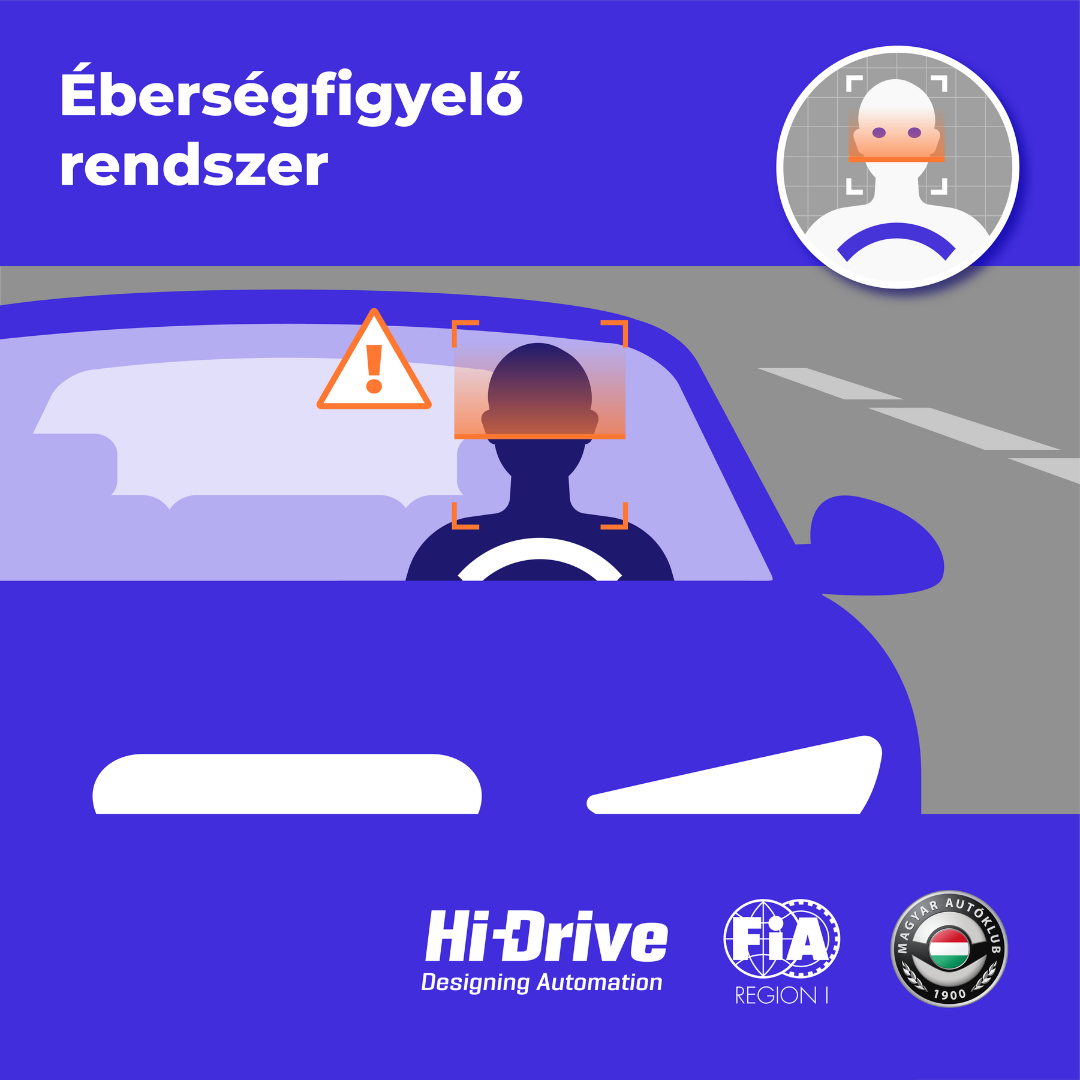 Éberségfigyelő
rendszer
!
Hi-Drive
Designing Automation
FiA
REGION I
MAGYAR AUTÓKLUB
1900